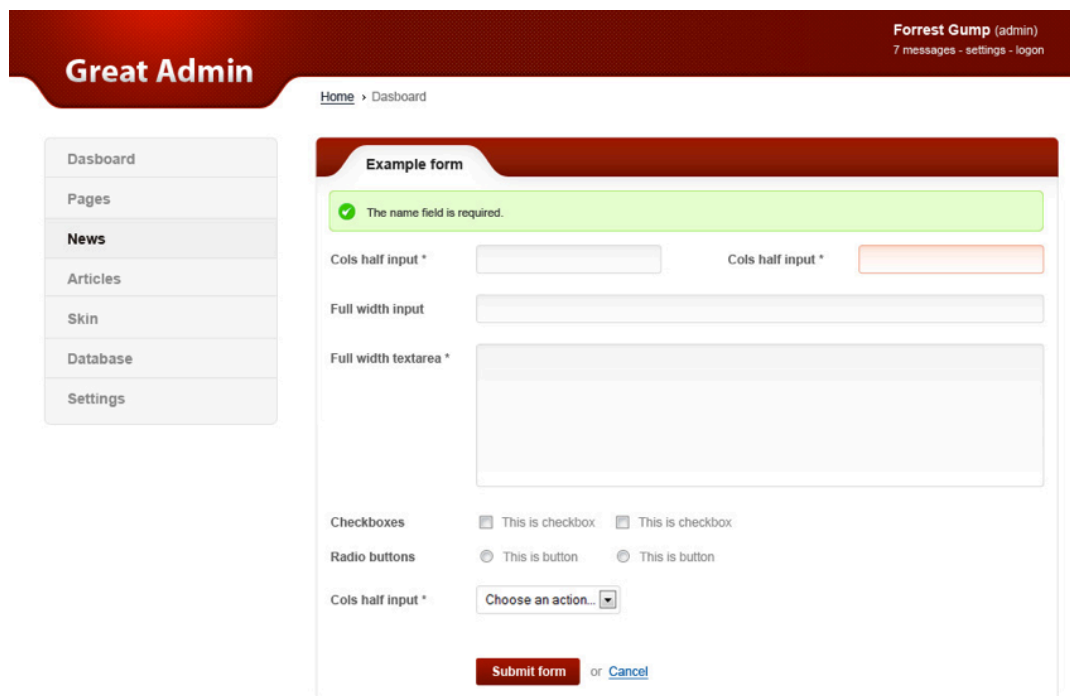 Forrest Gump (admin)
7 messages - settings - logon
Great Admin
Home › Dasboard
Dasboard
Pages
News
Articles
Skin
Database
Settings
Example form
The name field is required.
Cols half input *
Cols half input *
Full width input
Full width textarea *
Checkboxes This is checkbox This is checkbox
Radio buttons This is button This is button
Cols half input * Choose an action...
Submit form or Cancel